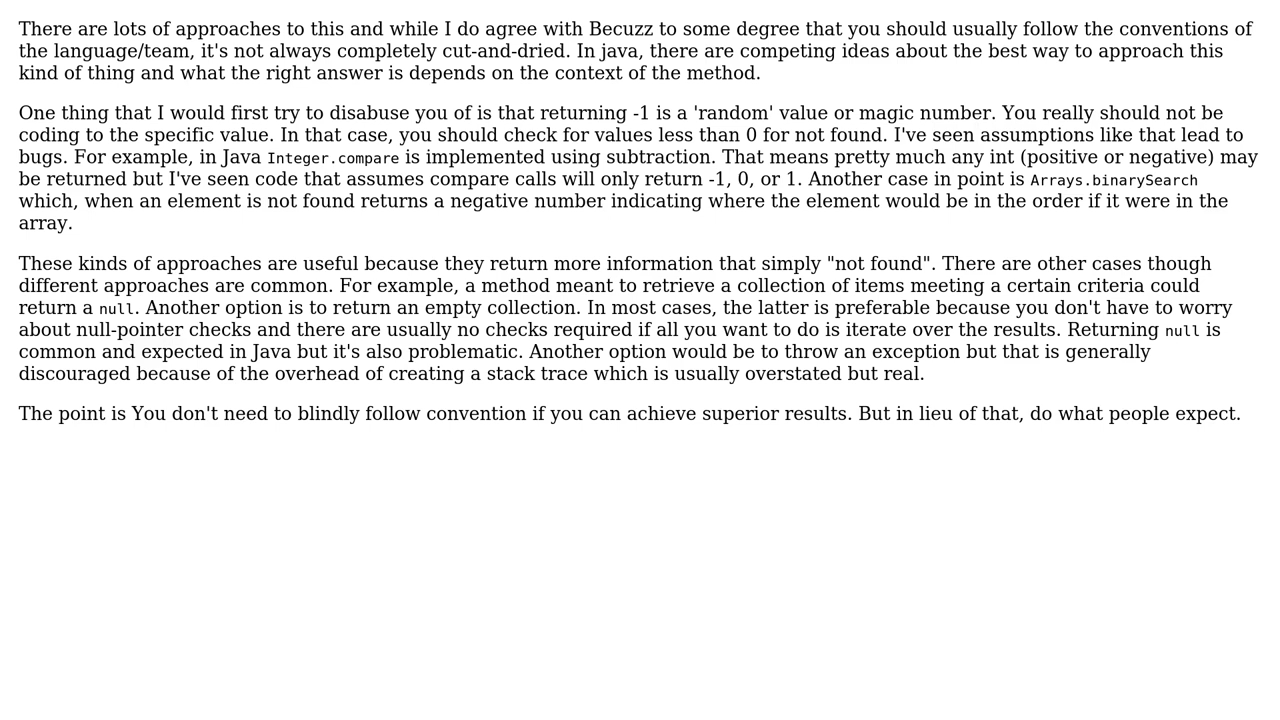 There are lots of approaches to this and while I do agree with Becuzz to some degree that you should usually follow the conventions of
the language/team, it's not always completely cut-and-dried. In java, there are competing ideas about the best way to approach this
kind of thing and what the right answer is depends on the context of the method.
One thing that I would first try to disabuse you of is that returning -1 is a 'random' value or magic number. You really should not be
coding to the specific value. In that case, you should check for values less than 0 for not found. I've seen assumptions like that lead to
bugs. For example, in Java Integer.compare is implemented using subtraction. That means pretty much any int (positive or negative) may
be returned but I've seen code that assumes compare calls will only return -1, 0, or 1. Another case in point is Arrays.binarySearch
which, when an element is not found returns a negative number indicating where the element would be in the order if it were in the
array.
These kinds of approaches are useful because they return more information that simply "not found". There are other cases though
different approaches are common. For example, a method meant to retrieve a collection of items meeting a certain criteria could
return a null. Another option is to return an empty collection. In most cases, the latter is preferable because you don't have to worry
about null-pointer checks and there are usually no checks required if all you want to do is iterate over the results. Returning null is
common and expected in Java but it's also problematic. Another option would be to throw an exception but that is generally
discouraged because of the overhead of creating a stack trace which is usually overstated but real.
The point is You don't need to blindly follow convention if you can achieve superior results. But in lieu of that, do what people expect.